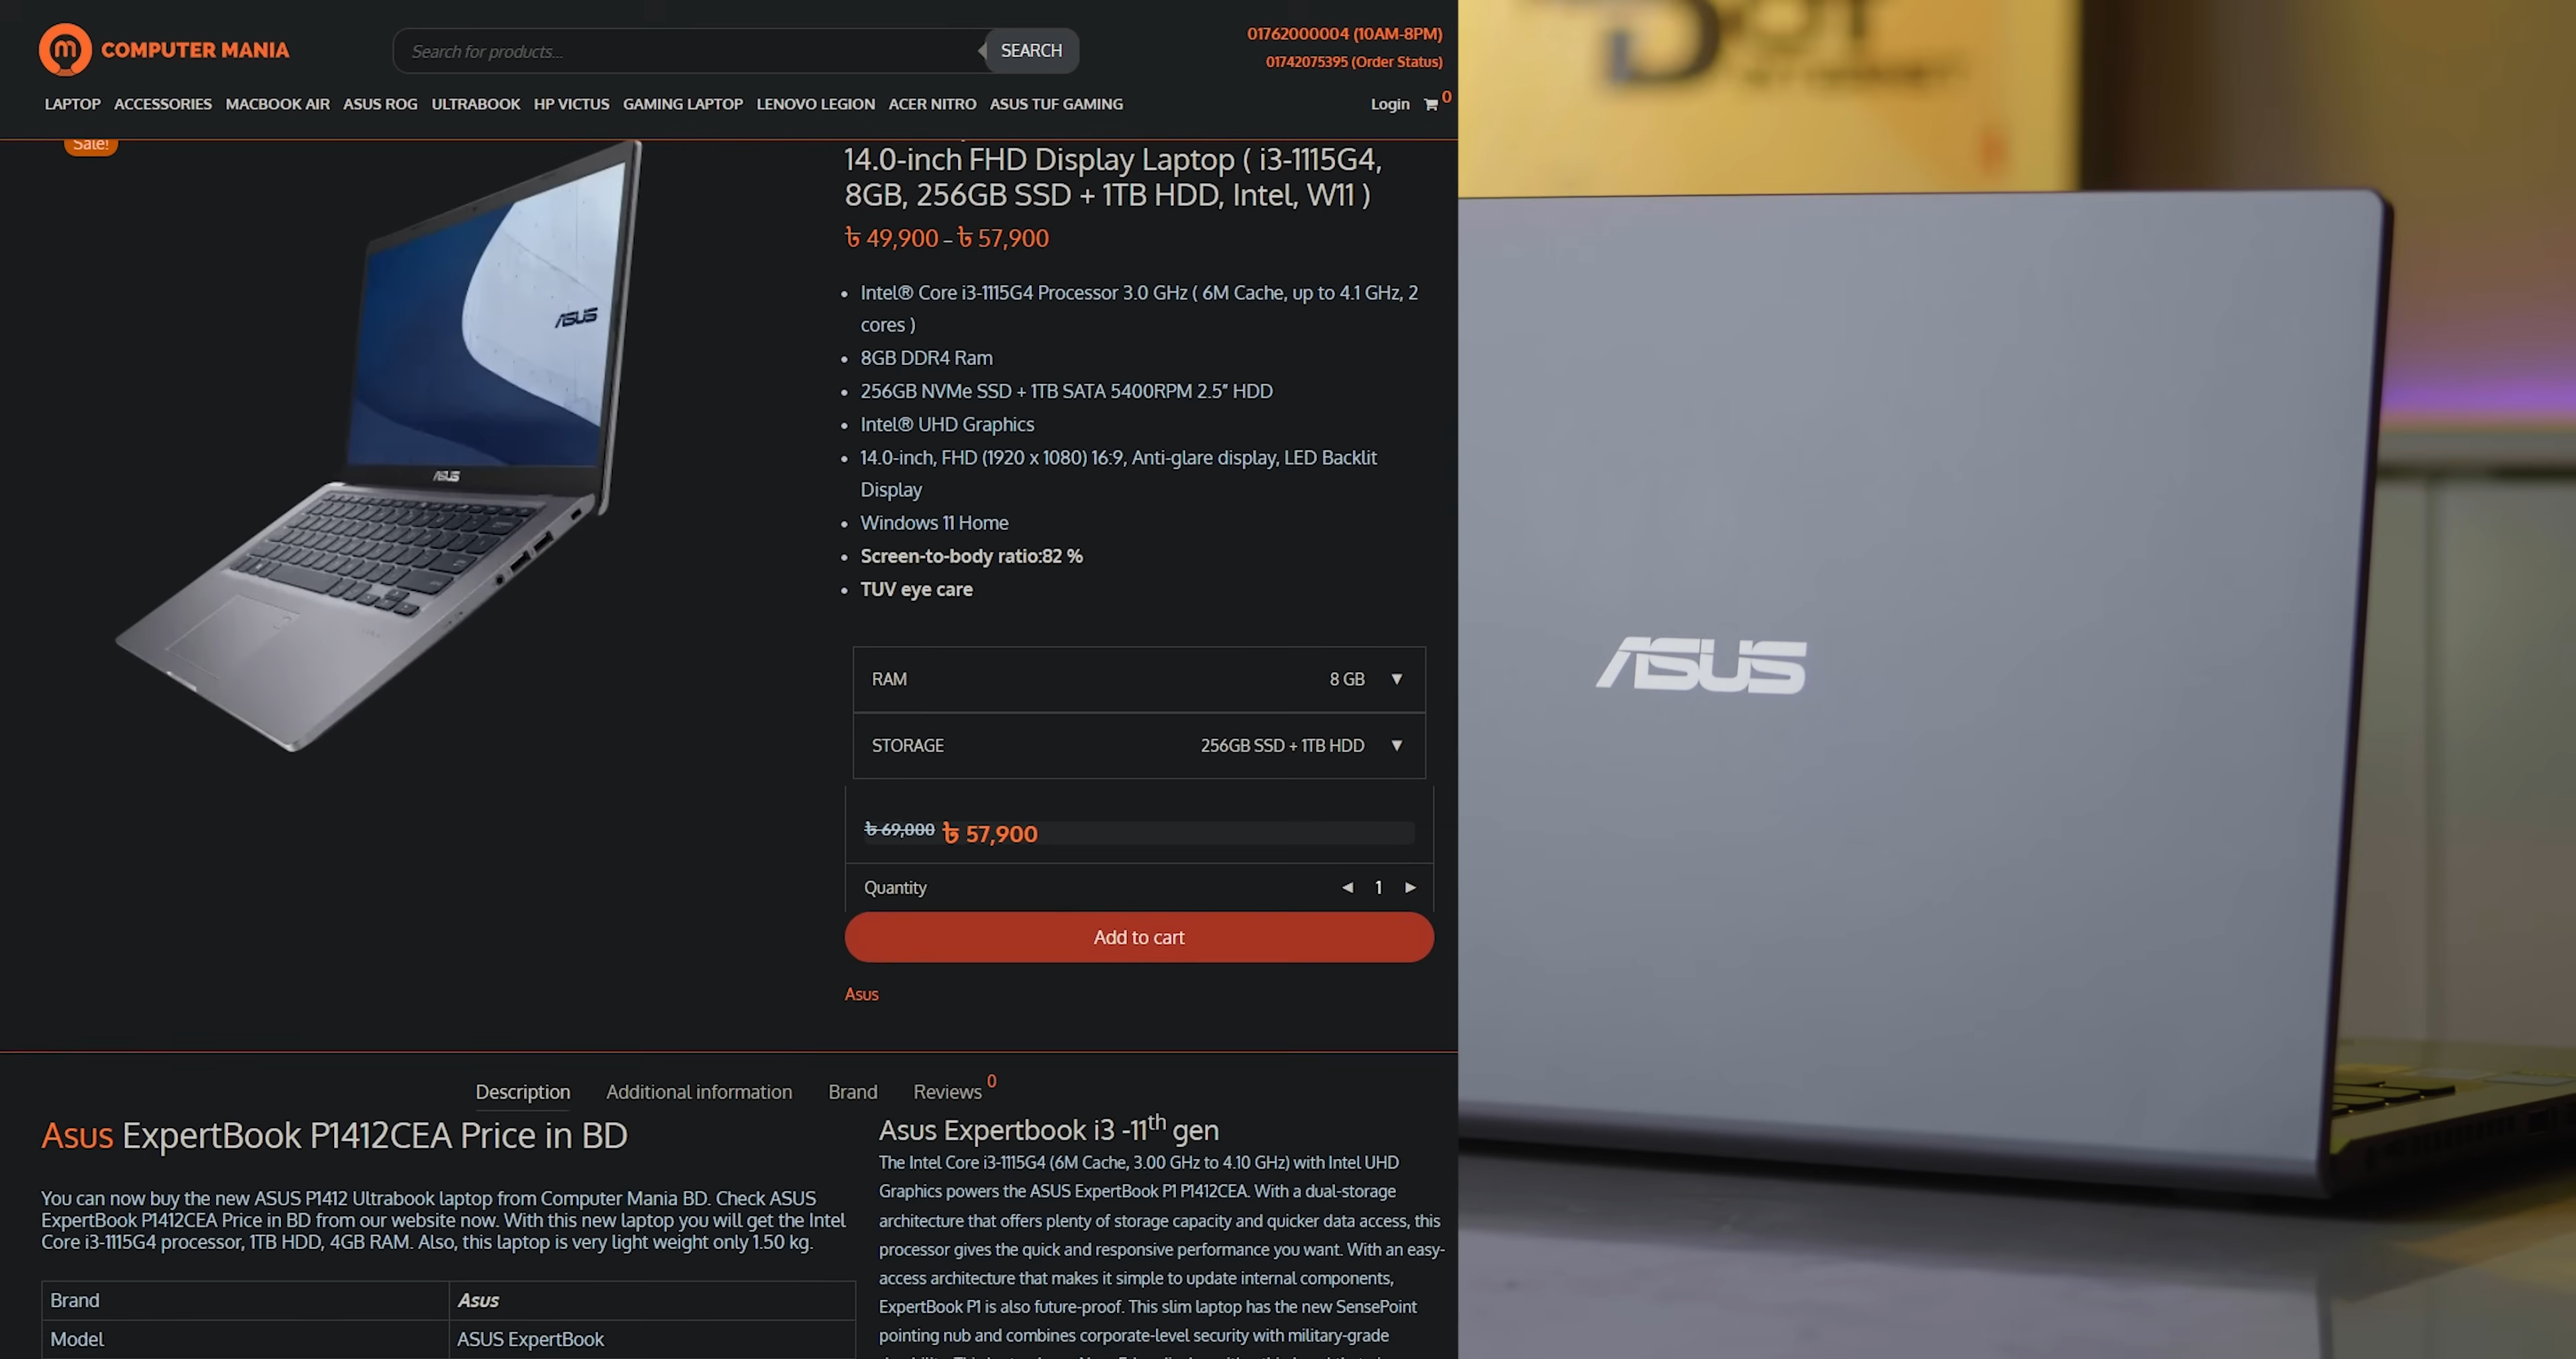 COMPUTER MANIA
Search for products...
SEARCH
01762000004 (10AM-8PM)
01742075395 (Order Status)
LAPTOP ACCESSORIES MACBOOK AIR ASUS ROG ULTRABOOK HP VICTUS GAMING LAPTOP LENOVO LEGION ACER NITRO ASUS TUF GAMING
Login 0
Sale!
ASUS
ASUS
14.0-inch FHD Display Laptop ( i3-1115G4,
8GB, 256GB SSD + 1TB HDD, Intel, W11 )
৳ 49,900 – ৳ 57,900
• Intel® Core i3-1115G4 Processor 3.0 GHz ( 6M Cache, up to 4.1 GHz, 2
cores )
• 8GB DDR4 Ram
• 256GB NVMe SSD + 1TB SATA 5400RPM 2.5" HDD
• Intel® UHD Graphics
• 14.0-inch, FHD (1920 x 1080) 16:9, Anti-glare display, LED Backlit
Display
• Windows 11 Home
• Screen-to-body ratio:82 %
• TUV eye care
RAM 8 GB ▼
STORAGE 256GB SSD + 1TB HDD ▼
৳ 69,000 ৳ 57,900
Quantity ◀ 1 ▶
Add to cart
Asus
Description Additional information Brand Reviews 0
Asus ExpertBook P1412CEA Price in BD
You can now buy the new ASUS P1412 Ultrabook laptop from Computer Mania BD. Check ASUS
ExpertBook P1412CEA Price in BD from our website now. With this new laptop you will get the Intel
Core i3-1115G4 processor, 1TB HDD, 4GB RAM. Also, this laptop is very light weight only 1.50 kg.
Brand Asus
Model ASUS ExpertBook
Asus Expertbook i3 -11th gen
The Intel Core i3-1115G4 (6M Cache, 3.00 GHz to 4.10 GHz) with Intel UHD
Graphics powers the ASUS ExpertBook P1 P1412CEA. With a dual-storage
architecture that offers plenty of storage capacity and quicker data access, this
processor gives the quick and responsive performance you want. With an easy-
access architecture that makes it simple to update internal components,
ExpertBook P1 is also future-proof. This slim laptop has the new SensePoint
pointing nub and combines corporate-level security with military-grade
DOT
ASUS